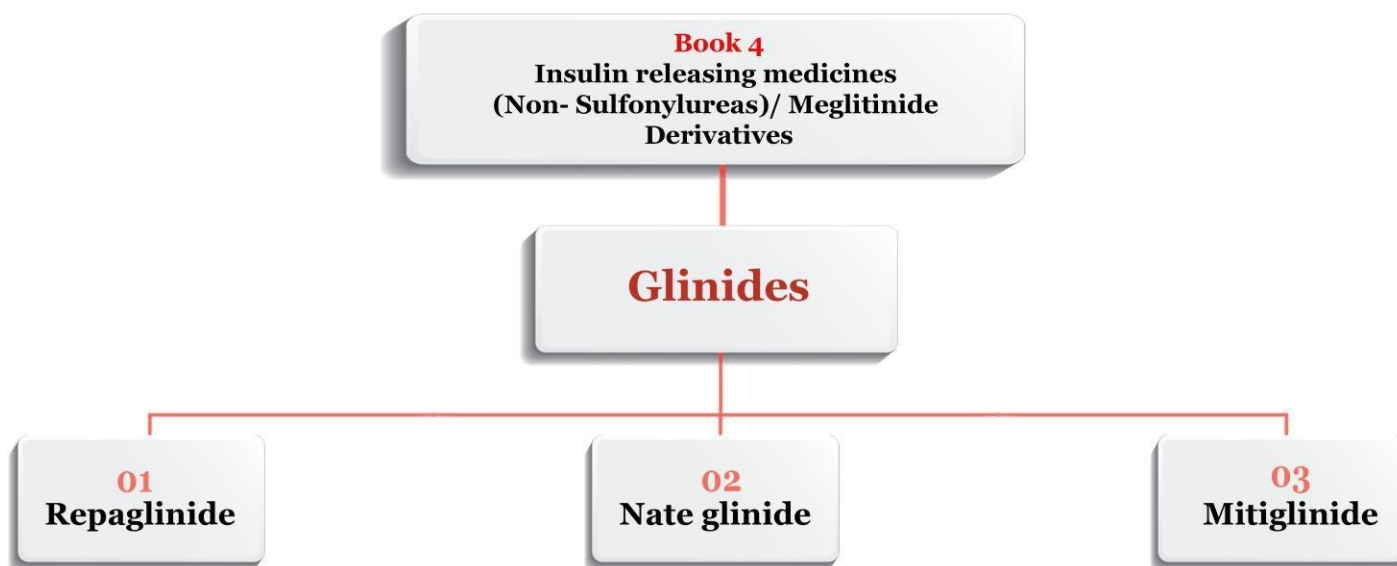 Book 4
Insulin releasing medicines
(Non- Sulfonylureas)/ Meglitinide
Derivatives
Glinides
01
Repaglinide
02
Nate glinide
03
Mitiglinide